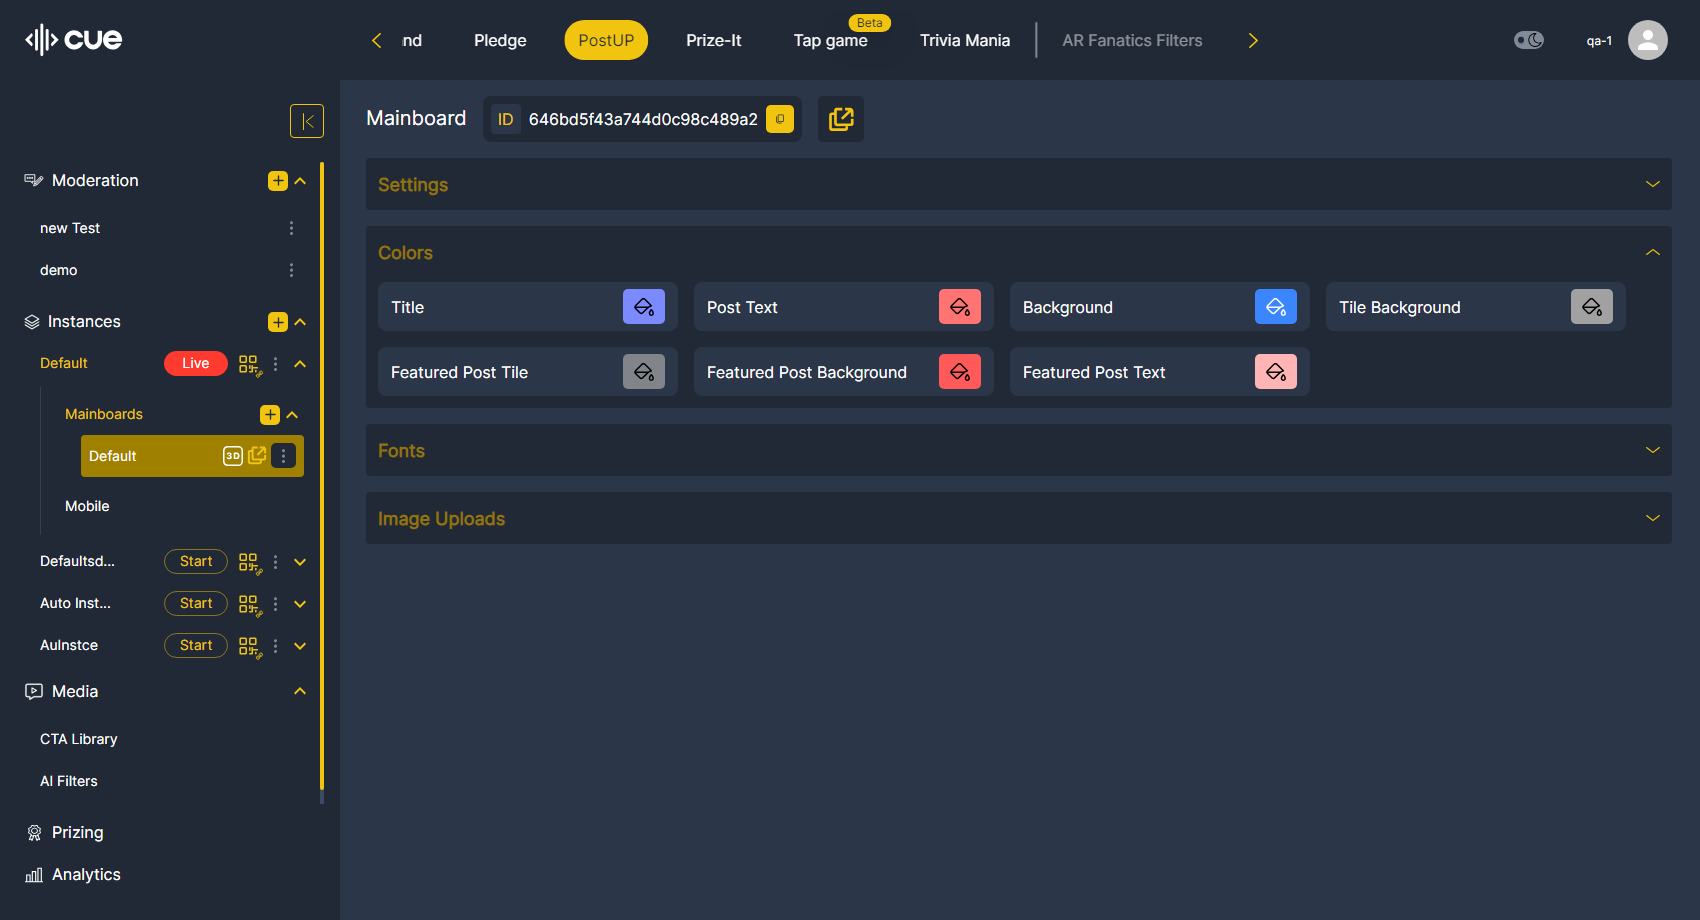 cue
nd
Pledge
PostUP
Prize-It
Tap game
Beta
Trivia Mania
AR Fanatics Filters
qa-1
Mainboard
ID 646bd5f43a744d0c98c489a2
Moderation
new Test
demo
Instances
Default Live
Mainboards
Default 3D
Mobile
Defaultsd... Start
Auto Inst... Start
AuInstce Start
Media
CTA Library
AI Filters
Prizing
Analytics
Settings
Colors
Title
Post Text
Background
Tile Background
Featured Post Tile
Featured Post Background
Featured Post Text
Fonts
Image Uploads